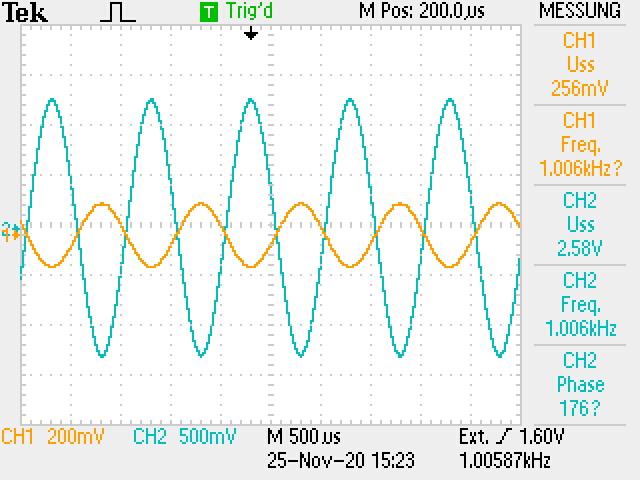 Tek T Trig'd M Pos: 200.0µs MESSUNG
CH1
Uss
256mV
CH1
Freq.
1.006kHz?
CH2
Uss
2.58V
CH2
Freq.
1.006kHz
CH2
Phase
176?
CH1 200mV CH2 500mV M 500µs Ext. 1.60V
25-Nov-20 15:23 1.00587kHz